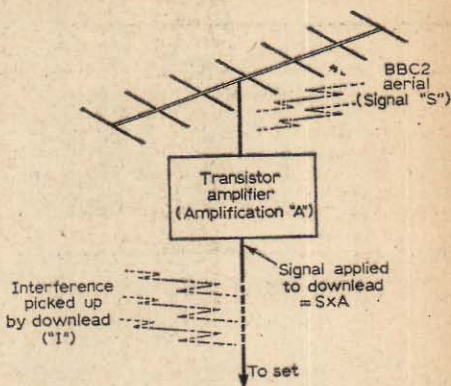 BBC2
aerial
(Signal "S")
Transistor
amplifier
(Amplification "A")
Signal applied
to downlead
= S×A
Interference
picked up
by downlead
("I")
To set